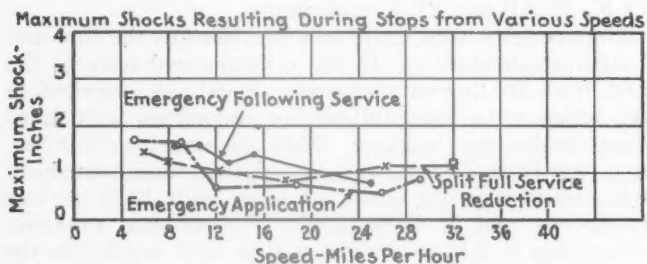 Maximum Shocks Resulting During Stops from Various Speeds
Maximum Shock-
Inches
4
3
2
1
0
Emergency Following Service
Emergency Application
Split Full Service
Reduction
4 8 12 16 20 24 28 32 36 40
Speed-Miles Per Hour